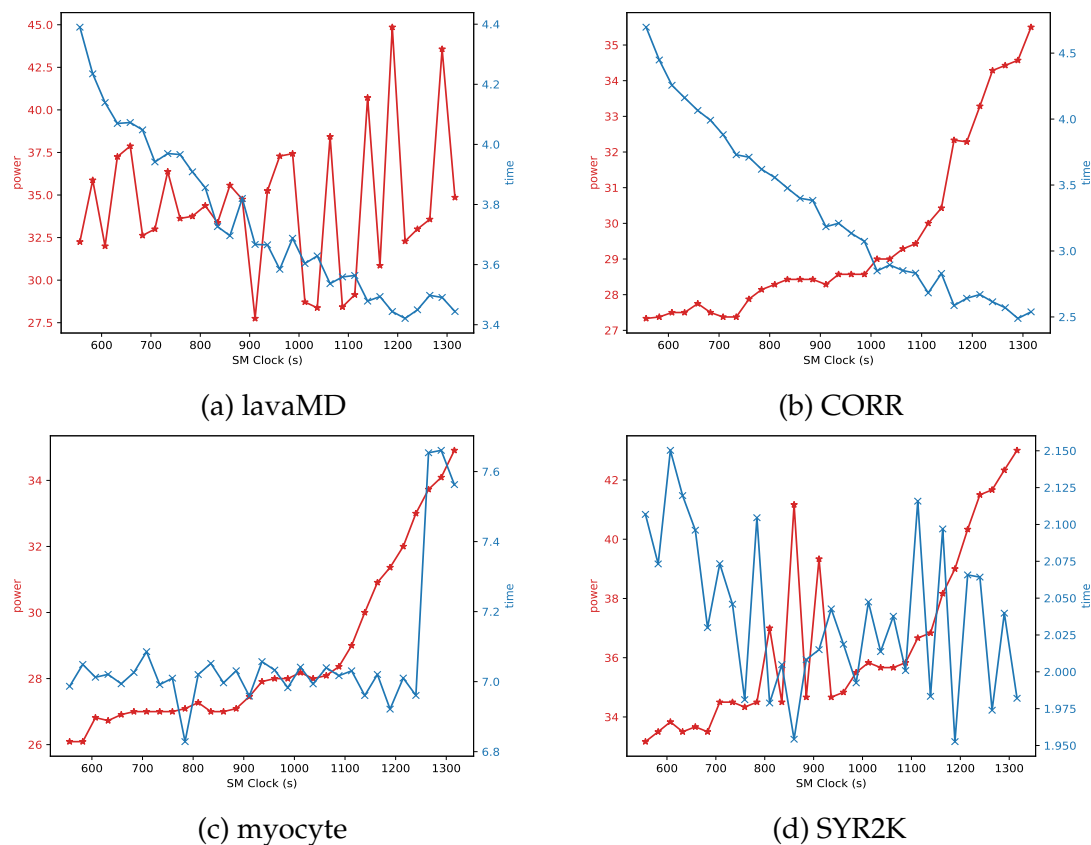 45.0
42.5
40.0
37.5
35.0
32.5
30.0
27.5
power
4.4
4.2
4.0
3.8
3.6
3.4
time
600 700 800 900 1000 1100 1200 1300
SM Clock (s)
(a) lavaMD
35
34
33
32
31
30
29
28
27
power
4.5
4.0
3.5
3.0
2.5
time
600 700 800 900 1000 1100 1200 1300
SM Clock (s)
(b) CORR
34
32
30
28
26
power
7.6
7.4
7.2
7.0
6.8
time
600 700 800 900 1000 1100 1200 1300
SM Clock (s)
(c) myocyte
42
40
38
36
34
power
2.150
2.125
2.100
2.075
2.050
2.025
2.000
1.975
1.950
time
600 700 800 900 1000 1100 1200 1300
SM Clock (s)
(d) SYR2K